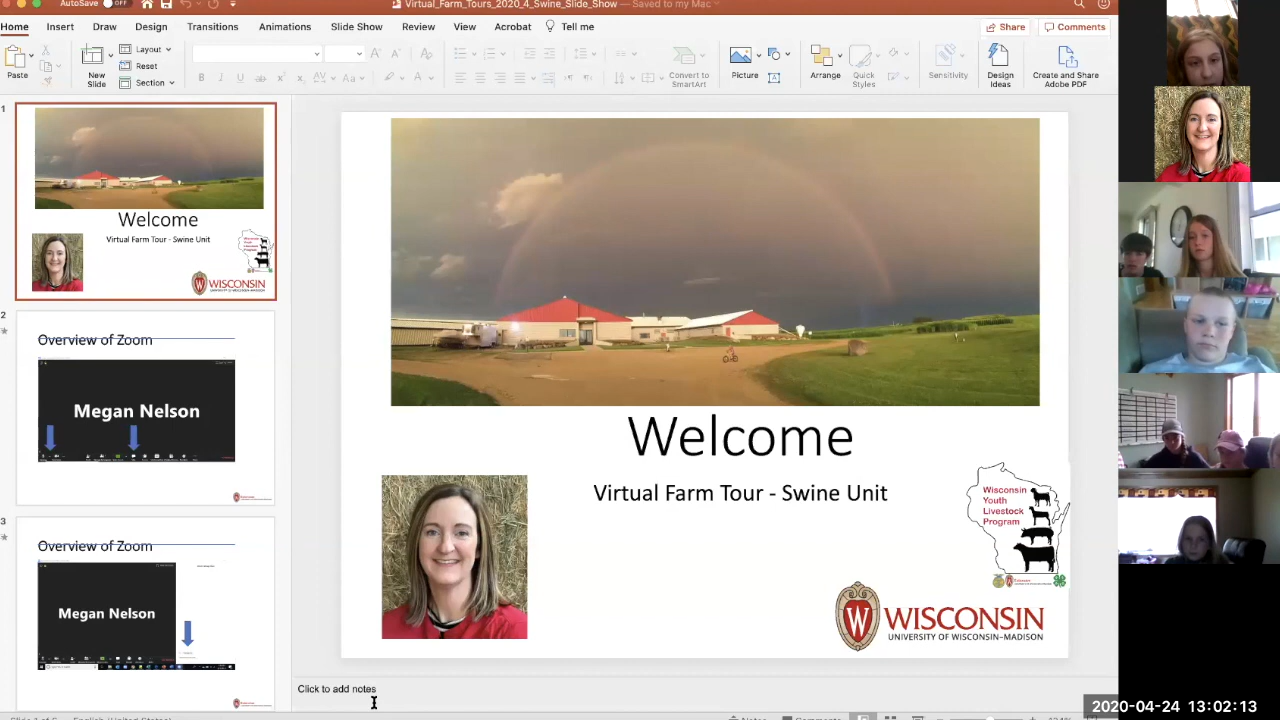 AutoSave
OFF
Virtual_Farm_Tours_2020_4_Swine_Slide_Show — Saved to my Mac
Home Insert Draw Design Transitions Animations Slide Show Review View Acrobat Tell me
Share
Comments
Paste
New
Slide
Layout
Reset
Section
Convert to
SmartArt
Picture
Arrange
Quick
Styles
Sensitivity
Design
Ideas
Create and Share
Adobe PDF
1
Welcome
Virtual Farm Tour - Swine Unit
WISCONSIN
2
Overview of Zoom
Megan Nelson
3
Overview of Zoom
Megan Nelson
Welcome
Virtual Farm Tour - Swine Unit
Wisconsin
Youth
Livestock
Program
W
WISCONSIN
UNIVERSITY OF WISCONSIN–MADISON
Click to add notes
2020-04-24 13:02:13